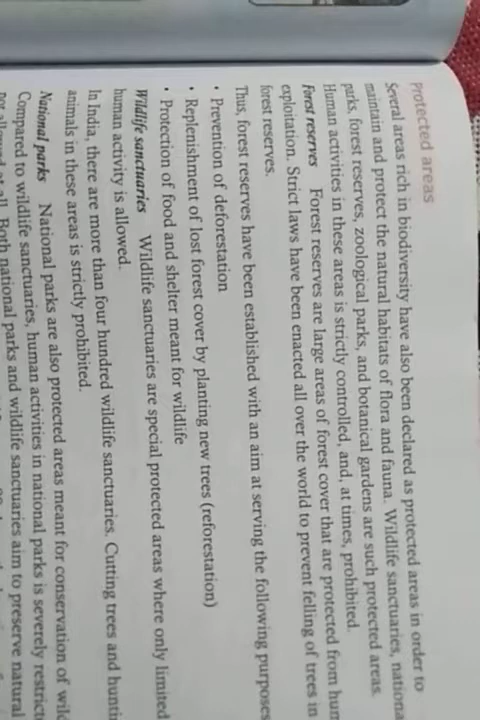 Protected areas
Several areas rich in biodiversity have also been declared as protected areas in order to
maintain and protect the natural habitats of flora and fauna. Wildlife sanctuaries, nationa
parks, forest reserves, zoological parks, and botanical gardens are such protected areas.
Human activities in these areas is strictly controlled, and, at times, prohibited.
Forest reserves Forest reserves are large areas of forest cover that are protected from hum
exploitation. Strict laws have been enacted all over the world to prevent felling of trees in
forest reserves.
Thus, forest reserves have been established with an aim at serving the following purposes
• Prevention of deforestation
• Replenishment of lost forest cover by planting new trees (reforestation)
• Protection of food and shelter meant for wildlife
Wildlife sanctuaries Wildlife sanctuaries are special protected areas where only limited
human activity is allowed.
In India, there are more than four hundred wildlife sanctuaries. Cutting trees and hunti
animals in these areas is strictly prohibited.
National parks National parks are also protected areas meant for conservation of wild
Compared to wildlife sanctuaries, human activities in national parks is severely restricte
not allowed at all. Both national parks and wildlife sanctuaries aim to preserve natural